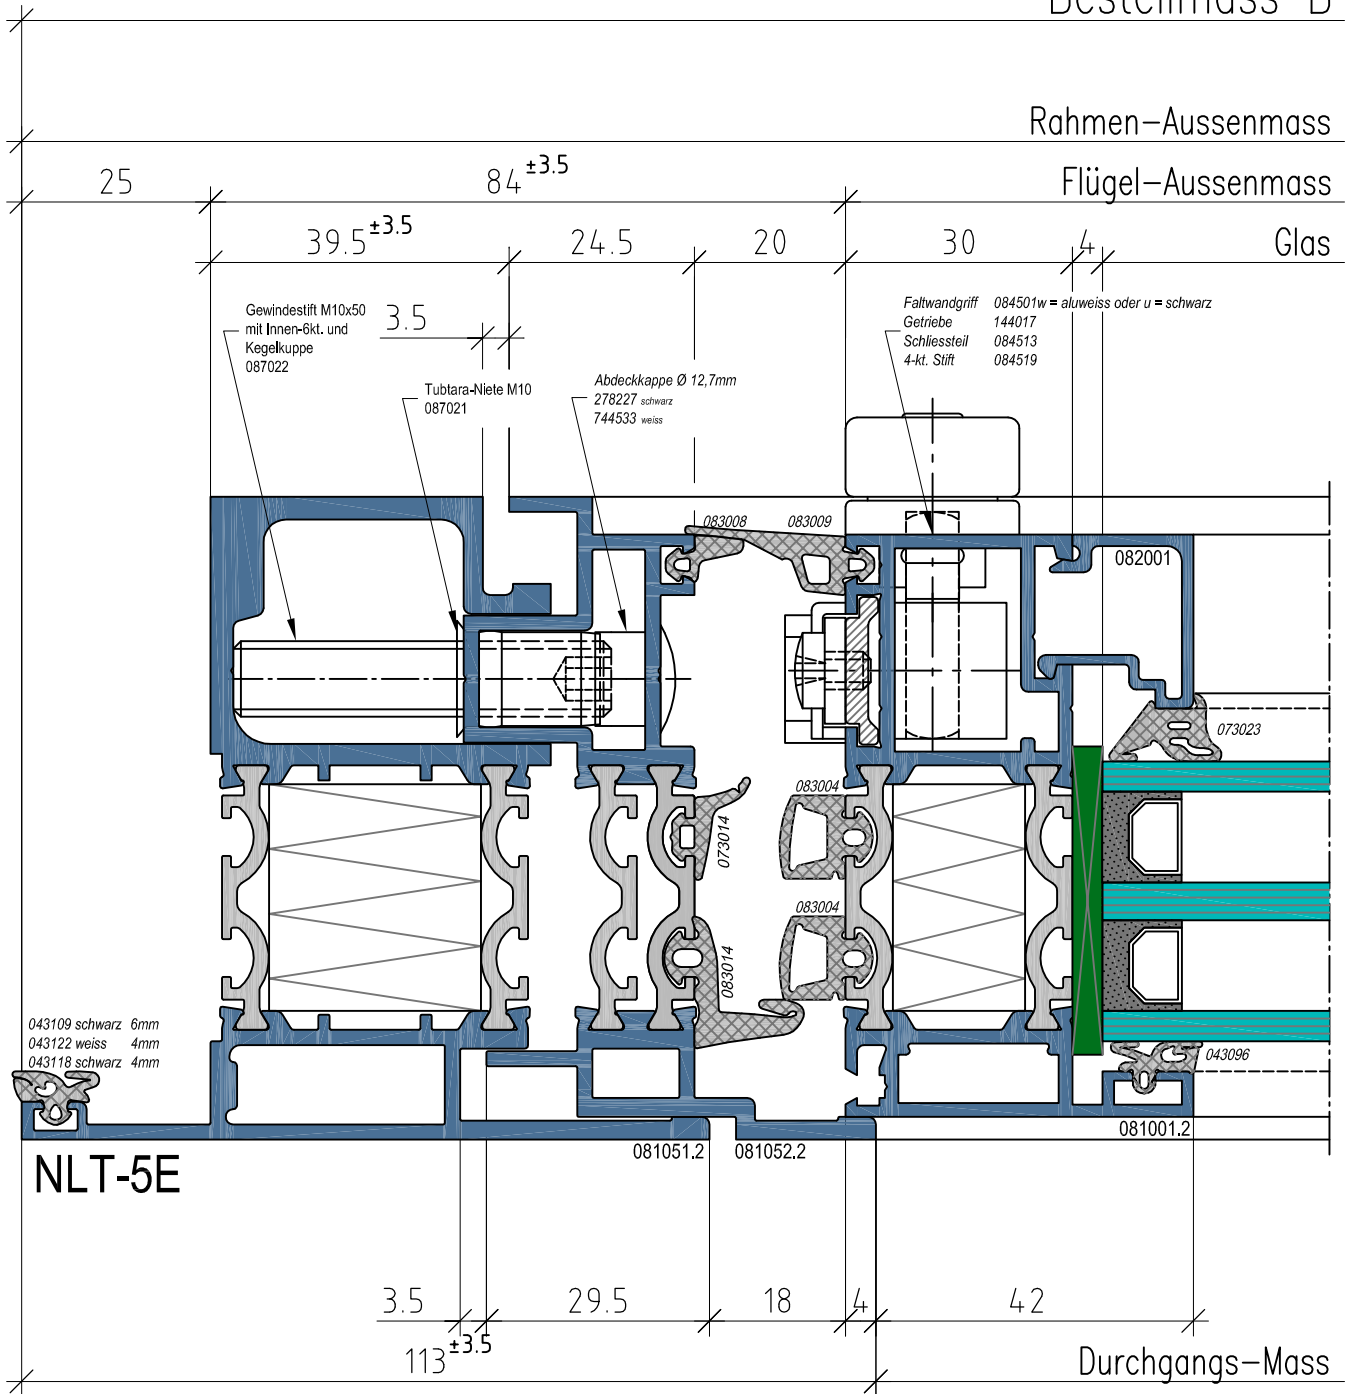 Bestellmass B
Rahmen-Aussenmass
25
84 ±3.5
Flügel-Aussenmass
39.5 ±3.5
24.5
20
30
4
Glas
Gewindestift M10x50
mit Innen-6kt. und
Kegelkuppe
087022
3.5
Tubtara-Niete M10
087021
Abdeckkappe Ø 12,7mm
278227 schwarz
744533 weiss
Faltwandgriff 084501w = aluweiss oder u = schwarz
Getriebe 144017
Schliessteil 084513
4-kt. Stift 084519
083008
083009
082001
073023
083004
073014
083004
083014
043109 schwarz 6mm
043122 weiss 4mm
043118 schwarz 4mm
043096
081051.2
081052.2
081001.2
NLT-5E
3.5
29.5
18
4
42
113 ±3.5
Durchgangs-Mass